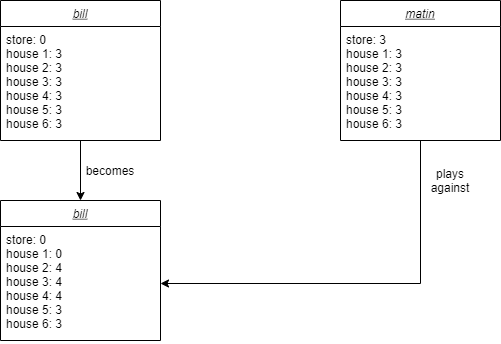 bill
store: 0
house 1: 3
house 2: 3
house 3: 3
house 4: 3
house 5: 3
house 6: 3
matin
store: 3
house 1: 3
house 2: 3
house 3: 3
house 4: 3
house 5: 3
house 6: 3
becomes
plays
against
bill
store: 0
house 1: 0
house 2: 4
house 3: 4
house 4: 4
house 5: 3
house 6: 3